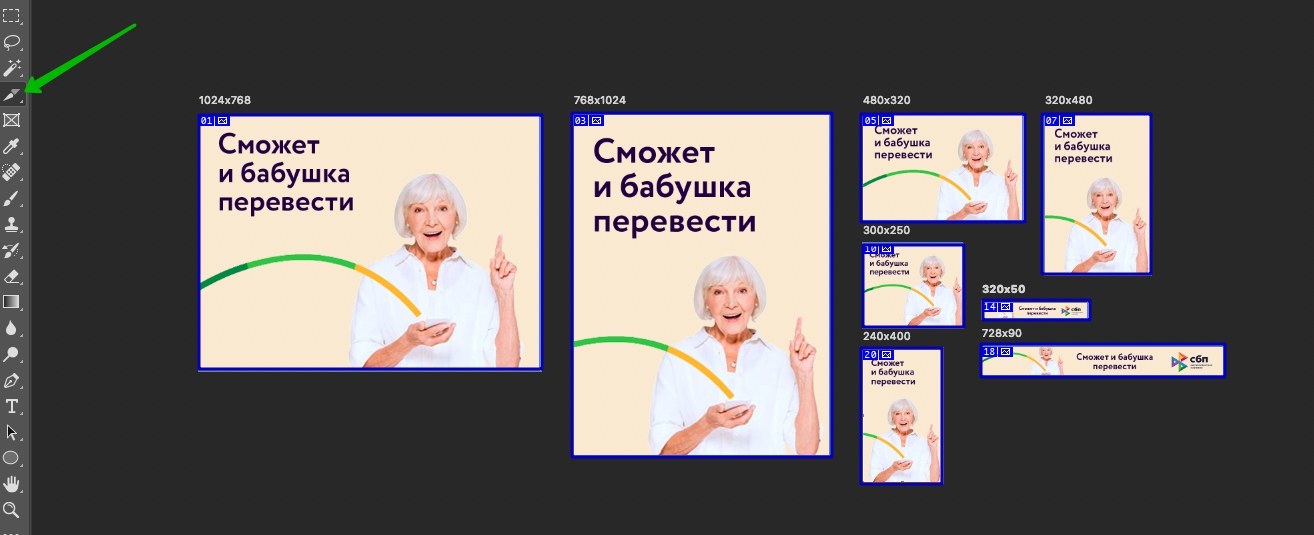 1024x768
01
Сможет
и бабушка
перевести
768x1024
03
Сможет
и бабушка
перевести
480x320
05
Сможет
и бабушка
перевести
320x480
07
Сможет
и бабушка
перевести
300x250
10
Сможет
и бабушка
перевести
320x50
14
Сможет и бабушка
перевести
сбп
728x90
18
Сможет и бабушка
перевести
сбп
240x400
20
Сможет
и бабушка
перевести
T